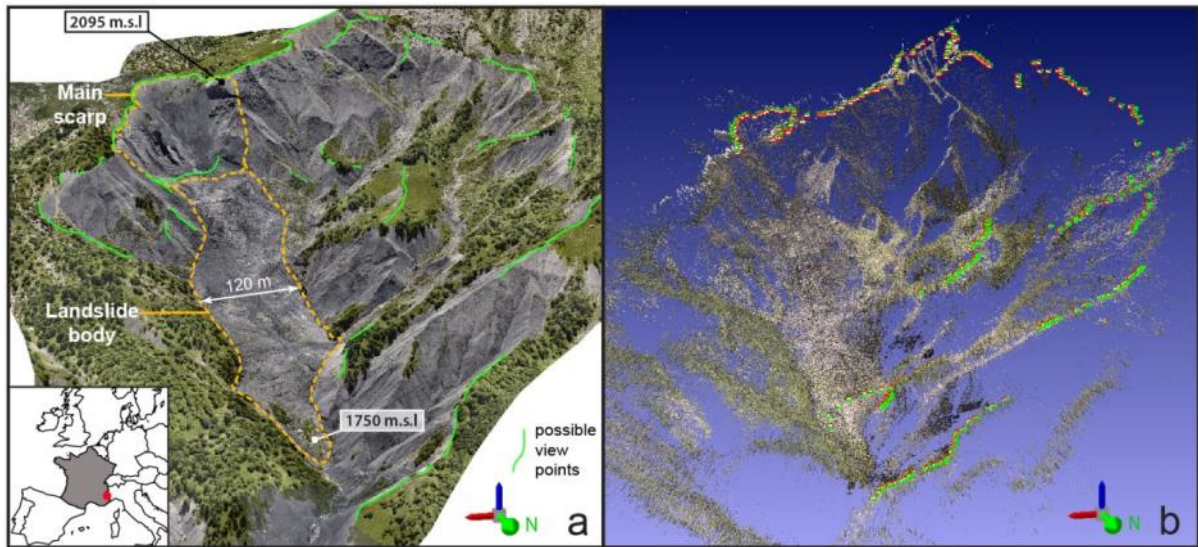 2095 m.s.l
Main
scarp
120 m
Landslide
body
1750 m.s.l
possible
view
points
N
a
N
b